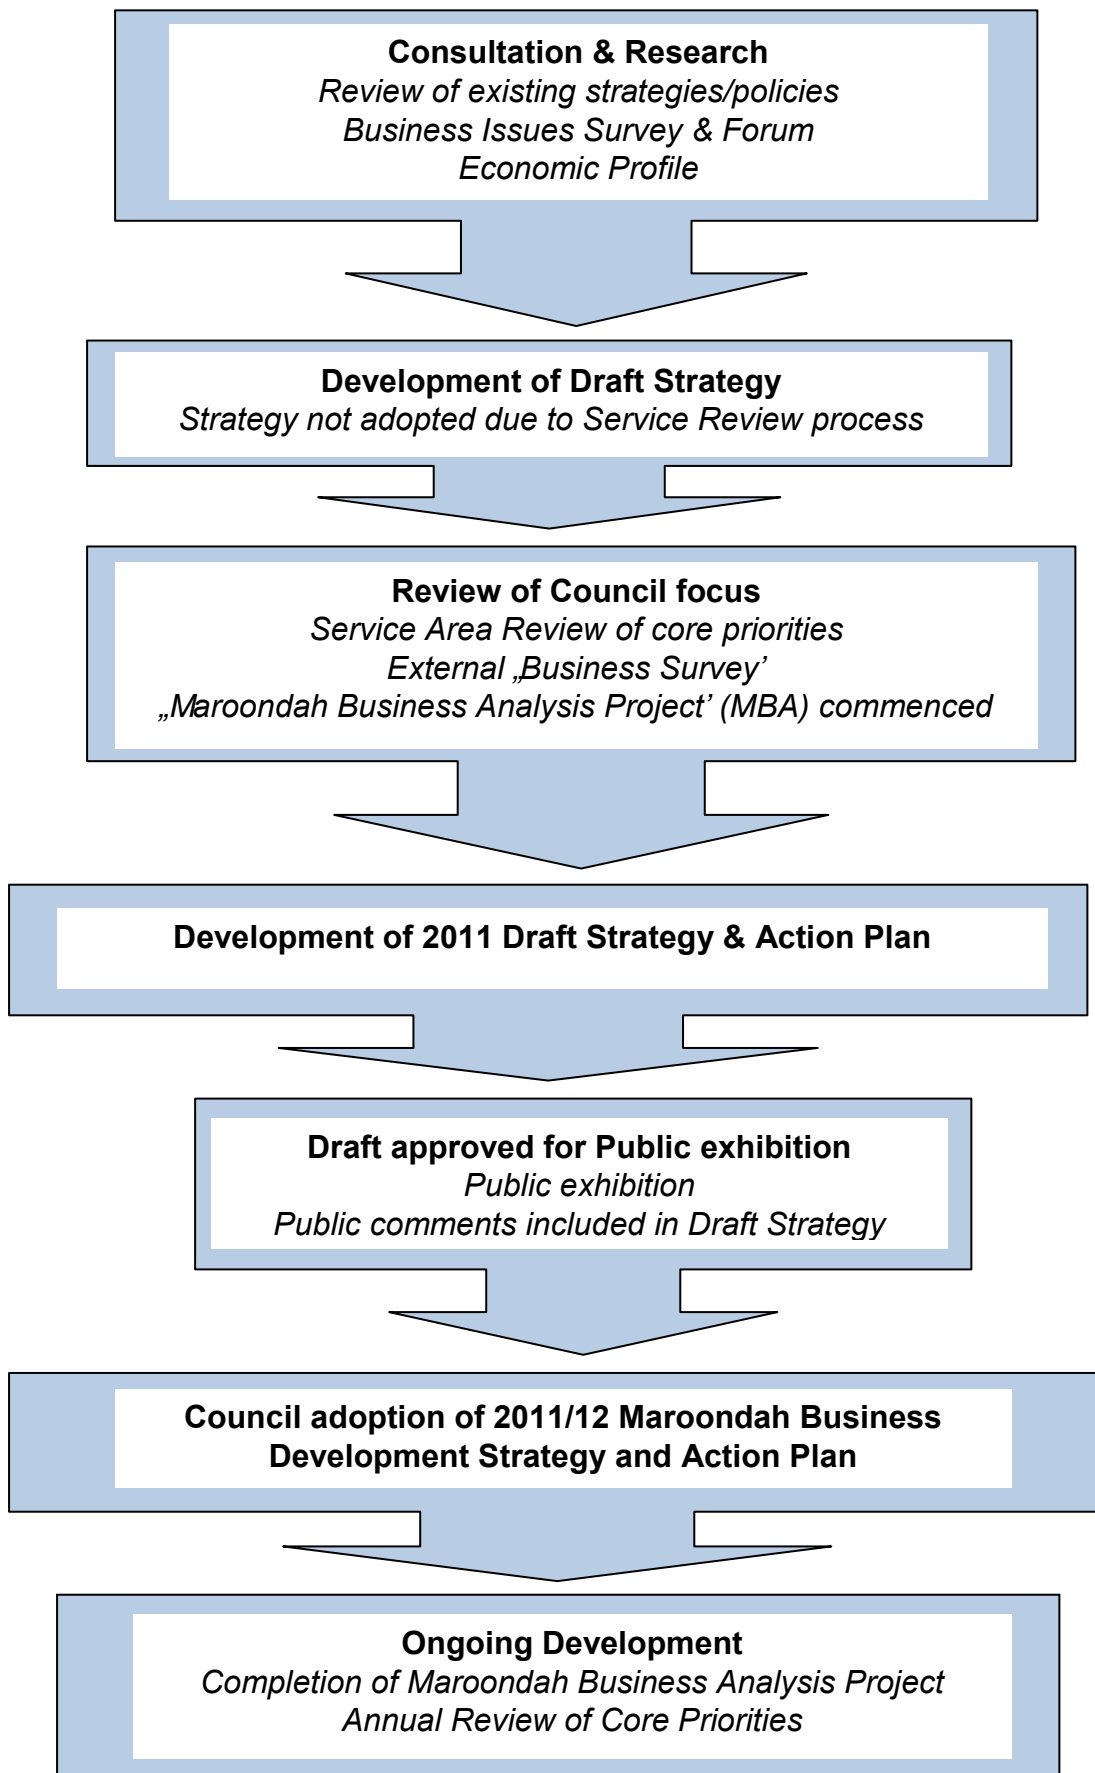 Consultation & Research
Review of existing strategies/policies
Business Issues Survey & Forum
Economic Profile
Development of Draft Strategy
Strategy not adopted due to Service Review process
Review of Council focus
Service Area Review of core priorities
External „Business Survey’
„Maroondah Business Analysis Project’ (MBA) commenced
Development of 2011 Draft Strategy & Action Plan
Draft approved for Public exhibition
Public exhibition
Public comments included in Draft Strategy
Council adoption of 2011/12 Maroondah Business
Development Strategy and Action Plan
Ongoing Development
Completion of Maroondah Business Analysis Project
Annual Review of Core Priorities